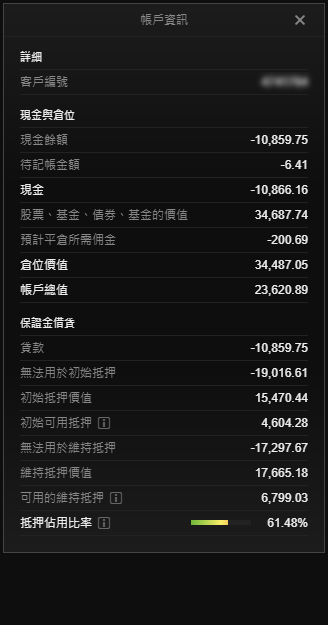 帳戶資訊
詳細
客戶編號
現金與倉位
現金餘額 -10,859.75
待記帳金額 -6.41
現金 -10,866.16
股票、基金、債券、基金的價值 34,687.74
預計平倉所需佣金 -200.69
倉位價值 34,487.05
帳戶總值 23,620.89
保證金借貸
貸款 -10,859.75
無法用於初始抵押 -19,016.61
初始抵押價值 15,470.44
初始可用抵押 4,604.28
無法用於維持抵押 -17,297.67
維持抵押價值 17,665.18
可用的維持抵押 6,799.03
抵押佔用比率 61.48%